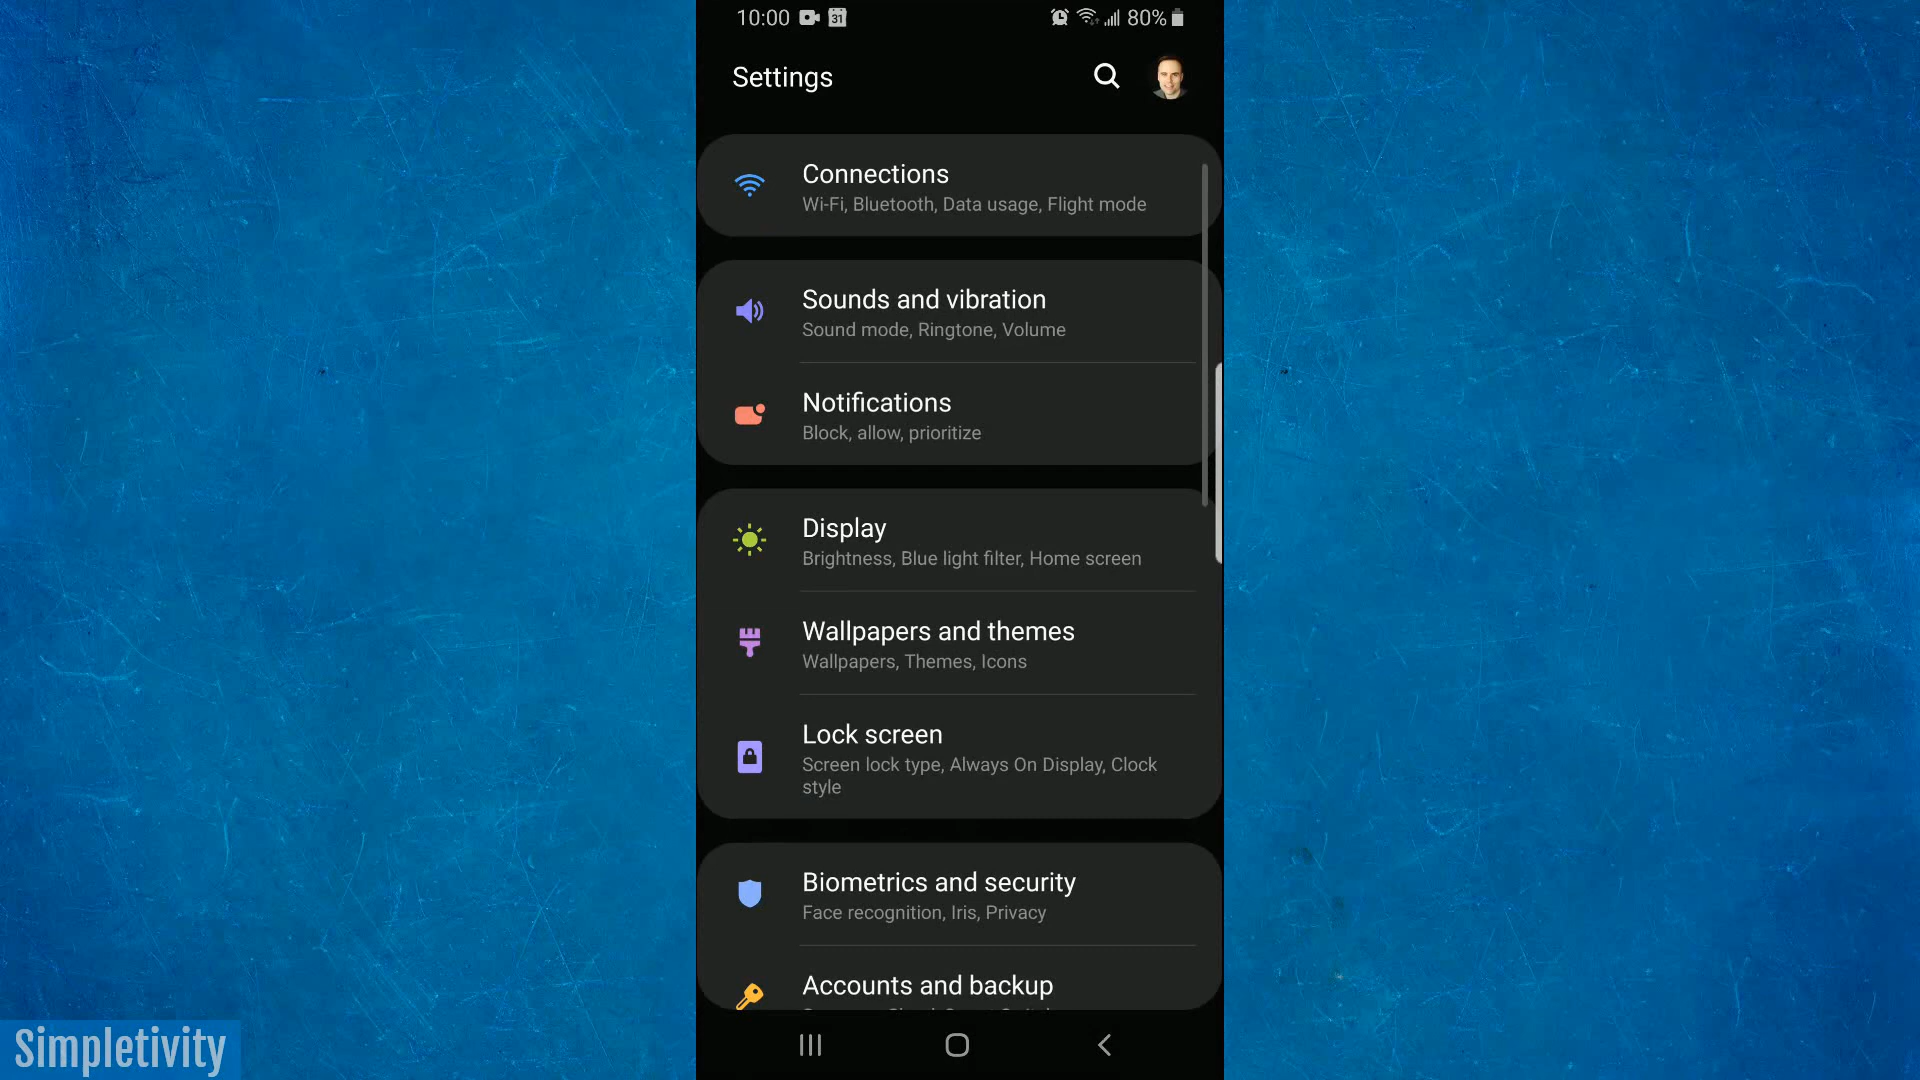 10:00
31
80%
Settings
Connections
Wi-Fi, Bluetooth, Data usage, Flight mode
Sounds and vibration
Sound mode, Ringtone, Volume
Notifications
Block, allow, prioritize
Display
Brightness, Blue light filter, Home screen
Wallpapers and themes
Wallpapers, Themes, Icons
Lock screen
Screen lock type, Always On Display, Clock
style
Biometrics and security
Face recognition, Iris, Privacy
Accounts and backup
Simpletivity